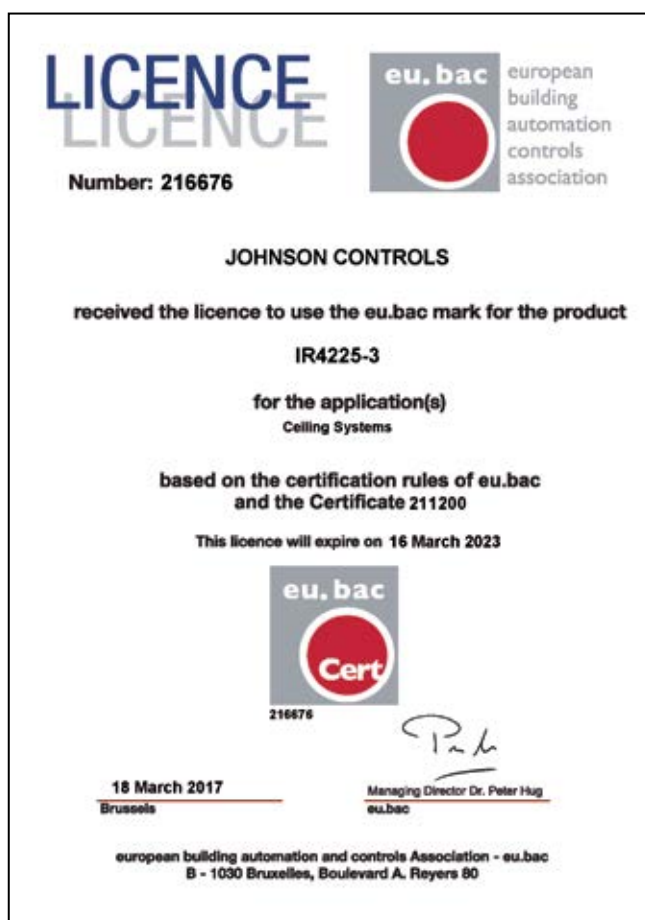 LICENCE
LICENCE
Number: 216676
eu.bac
european
building
automation
controls
association
JOHNSON CONTROLS
received the licence to use the eu.bac mark for the product
IR4225-3
for the application(s)
Ceiling Systems
based on the certification rules of eu.bac
and the Certificate 211200
This licence will expire on 16 March 2023
eu.bac
Cert
216676
18 March 2017
Brussels
Managing Director Dr. Peter Hug
eu.bac
european building automation and controls Association - eu.bac
B - 1030 Bruxelles, Boulevard A. Reyers 80